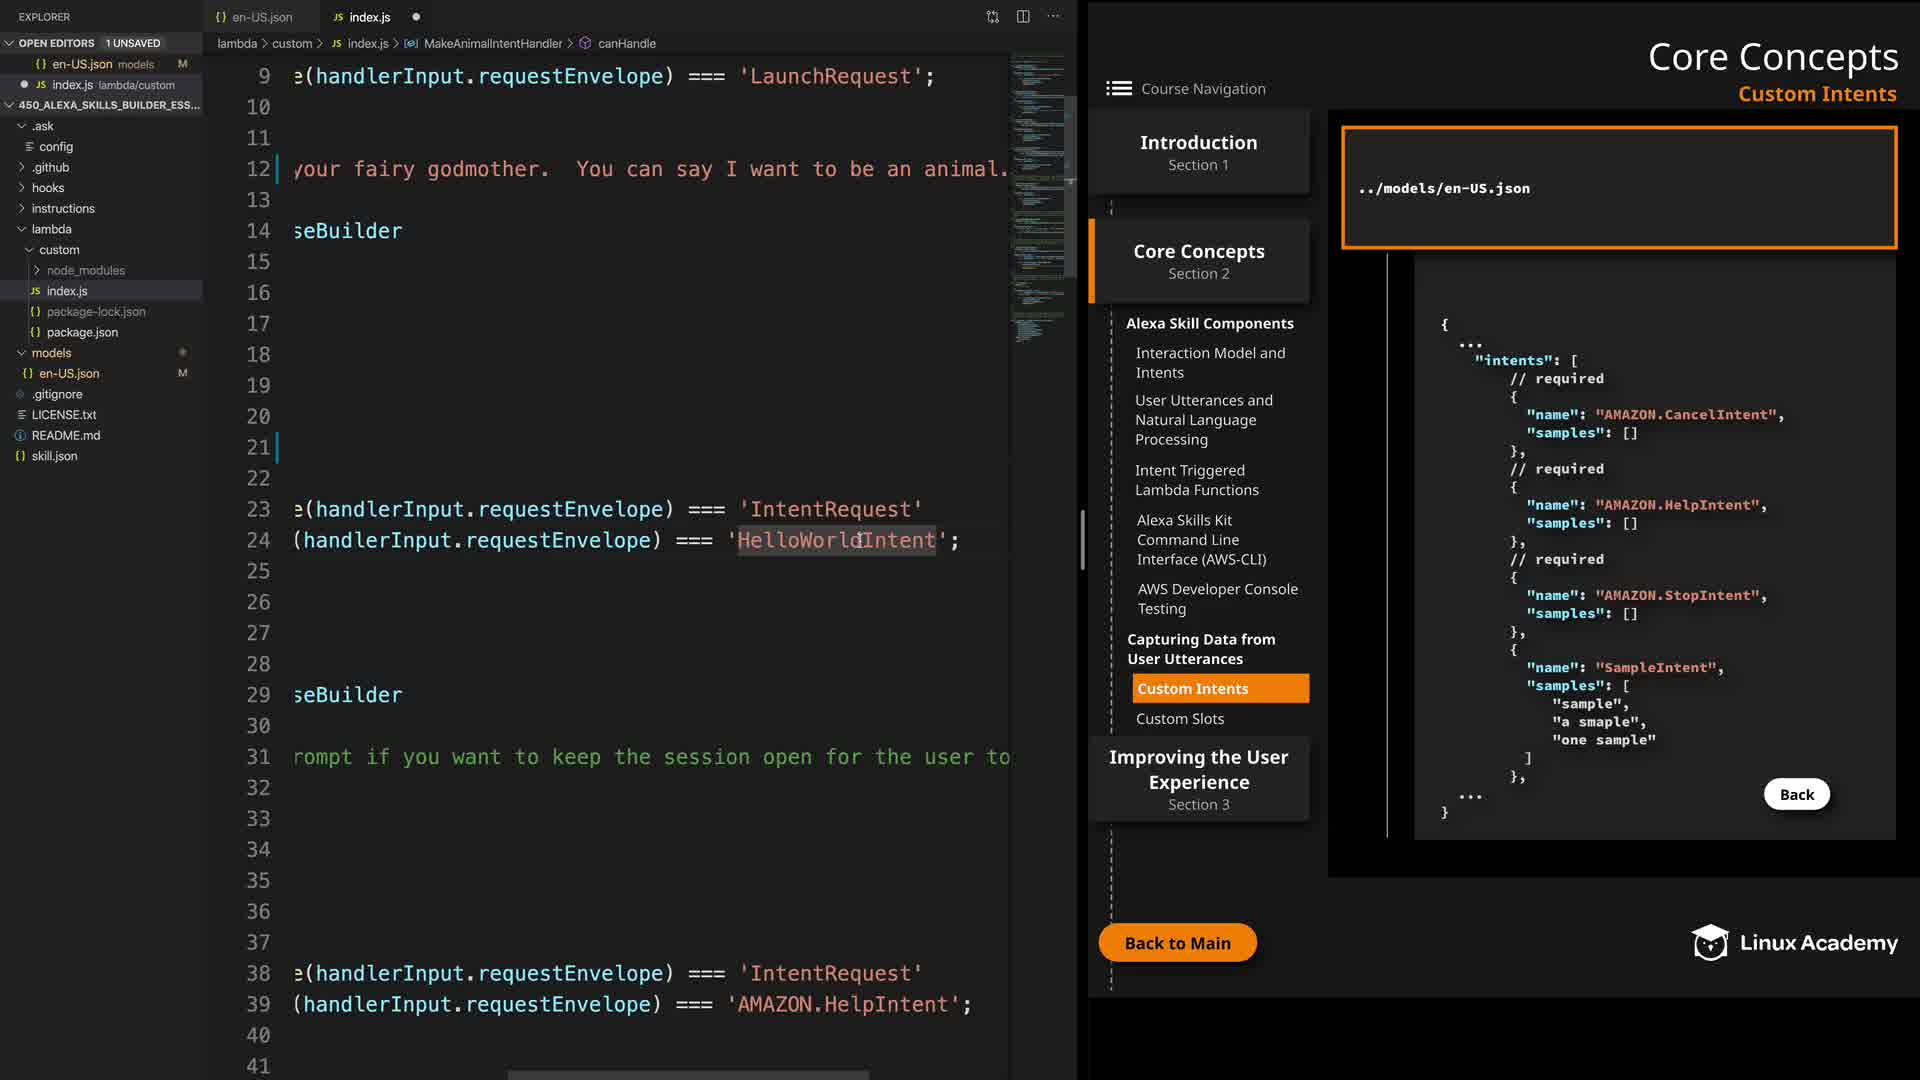 EXPLORER
OPEN EDITORS 1 UNSAVED
{} en-US.json models M
JS index.js lambda/custom
450_ALEXA_SKILLS_BUILDER_ESS...
.ask
config
.github
hooks
instructions
lambda
custom
node_modules
JS index.js
{} package-lock.json
{} package.json
models
{} en-US.json M
.gitignore
LICENSE.txt
README.md
{} skill.json
{} en-US.json
JS index.js
lambda > custom > JS index.js > MakeAnimalIntentHandler > canHandle
9 e(handlerInput.requestEnvelope) === 'LaunchRequest';
10
11
12 your fairy godmother.  You can say I want to be an animal.
13
14 seBuilder
15
16
17
18
19
20
21
22
23 e(handlerInput.requestEnvelope) === 'IntentRequest'
24 (handlerInput.requestEnvelope) === 'HelloWorldIntent';
25
26
27
28
29 seBuilder
30
31 rompt if you want to keep the session open for the user to
32
33
34
35
36
37
38 e(handlerInput.requestEnvelope) === 'IntentRequest'
39 (handlerInput.requestEnvelope) === 'AMAZON.HelpIntent';
40
41
Core Concepts
Custom Intents
Course Navigation
Introduction
Section 1
Core Concepts
Section 2
Alexa Skill Components
Interaction Model and
Intents
User Utterances and
Natural Language
Processing
Intent Triggered
Lambda Functions
Alexa Skills Kit
Command Line
Interface (AWS-CLI)
AWS Developer Console
Testing
Capturing Data from
User Utterances
Custom Intents
Custom Slots
Improving the User
Experience
Section 3
Back to Main
../models/en-US.json
{
...
"intents": [
// required
{
"name": "AMAZON.CancelIntent",
"samples": []
},
// required
{
"name": "AMAZON.HelpIntent",
"samples": []
},
// required
{
"name": "AMAZON.StopIntent",
"samples": []
},
{
"name": "SampleIntent",
"samples": [
"sample",
"a smaple",
"one sample"
]
},
...
}
Back
Linux Academy